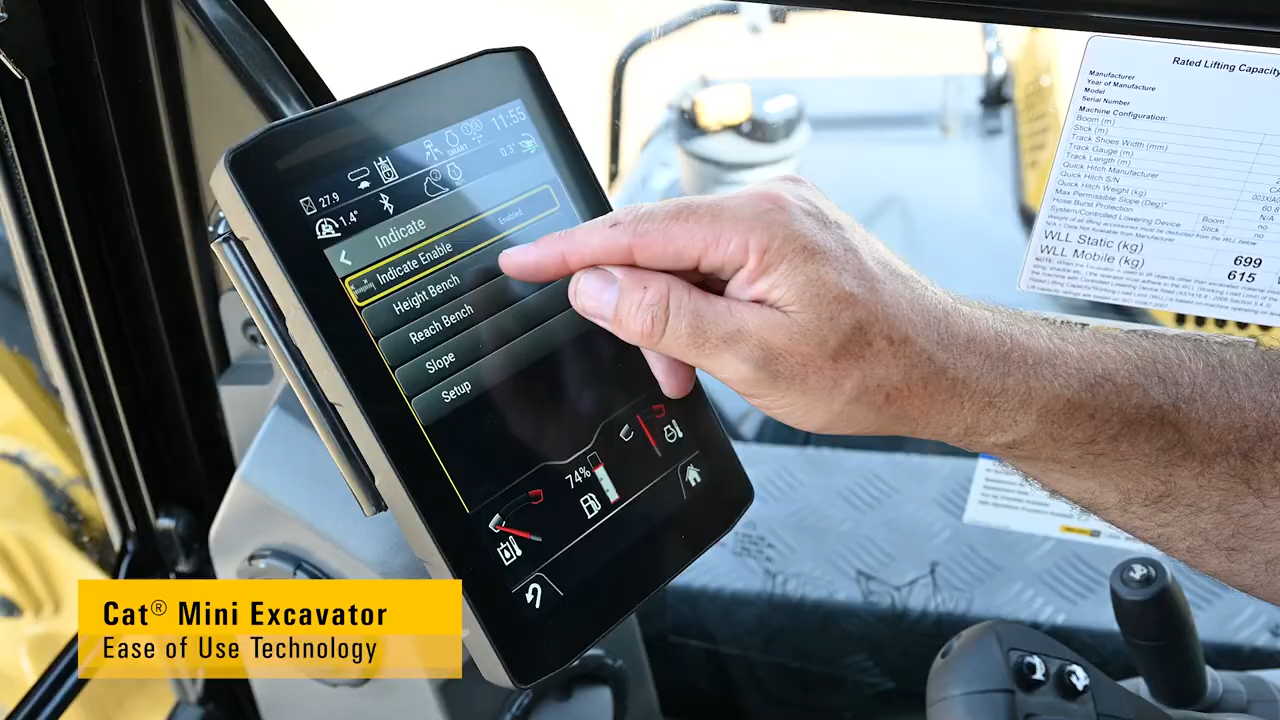 11:55
SMART
27.9
0.3°
1.4°
Indicate
Indicate Enable
Enabled
Height Bench
Reach Bench
Slope
Setup
74%
Rated Lifting Capacity
Manufacturer
Year of Manufacture
Model
Serial Number
Machine Configuration:
Boom (m)
Stick (m)
Track Shoes Width (mm)
Track Gauge (m)
Track Length (m)
Quick Hitch Manufacturer
Quick Hitch S/N
Quick Hitch Weight (kg)
Max Permissible Slope (Deg)*
Hose Burst Protection
System/Controlled Lowering Device
Boom
no
Stick
no
N/A
WLL Static (kg)
699
WLL Mobile (kg)
615
Cat® Mini Excavator
Ease of Use Technology